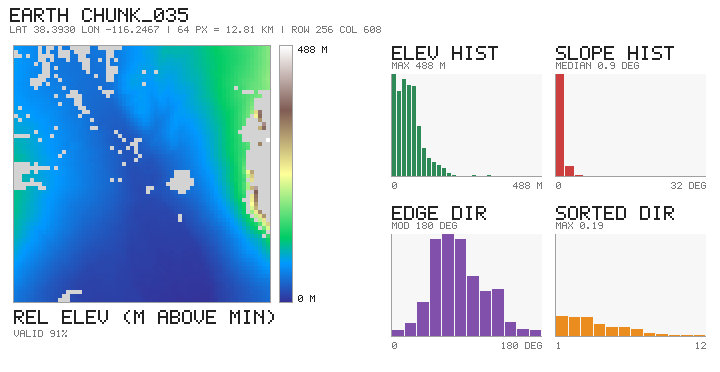 EARTH CHUNK_035
LAT 38.3930 LON -116.2467 | 64 PX = 12.81 KM | ROW 256 COL 608
488 M
0 M
REL ELEV (M ABOVE MIN)
VALID 91%
ELEV HIST
MAX 488 M
0 488 M
SLOPE HIST
MEDIAN 0.9 DEG
0 32 DEG
EDGE DIR
MOD 180 DEG
0 180 DEG
SORTED DIR
MAX 0.19
1 12